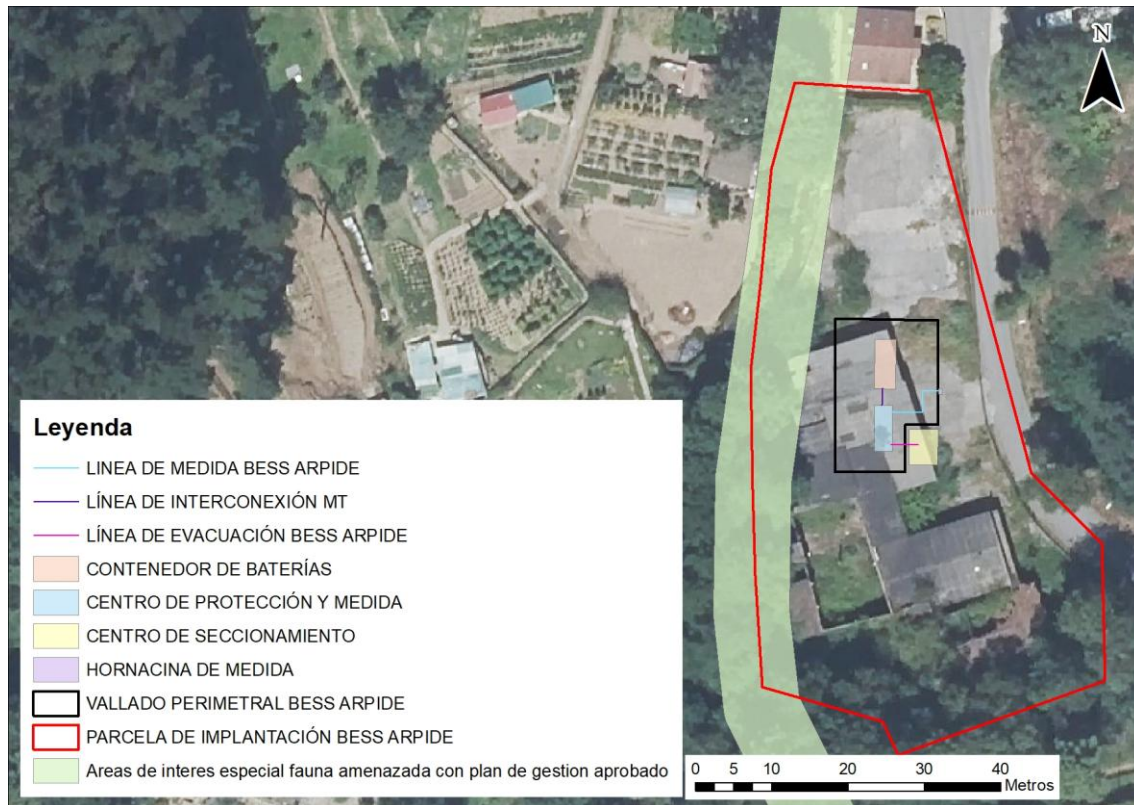 N
Leyenda
LINEA DE MEDIDA BESS ARPIDE
LÍNEA DE INTERCONEXIÓN MT
LÍNEA DE EVACUACIÓN BESS ARPIDE
CONTENEDOR DE BATERÍAS
CENTRO DE PROTECCIÓN Y MEDIDA
CENTRO DE SECCIONAMIENTO
HORNACINA DE MEDIDA
VALLADO PERIMETRAL BESS ARPIDE
PARCELA DE IMPLANTACIÓN BESS ARPIDE
Areas de interes especial fauna amenazada con plan de gestion aprobado
0 5 10 20 30 40
Metros